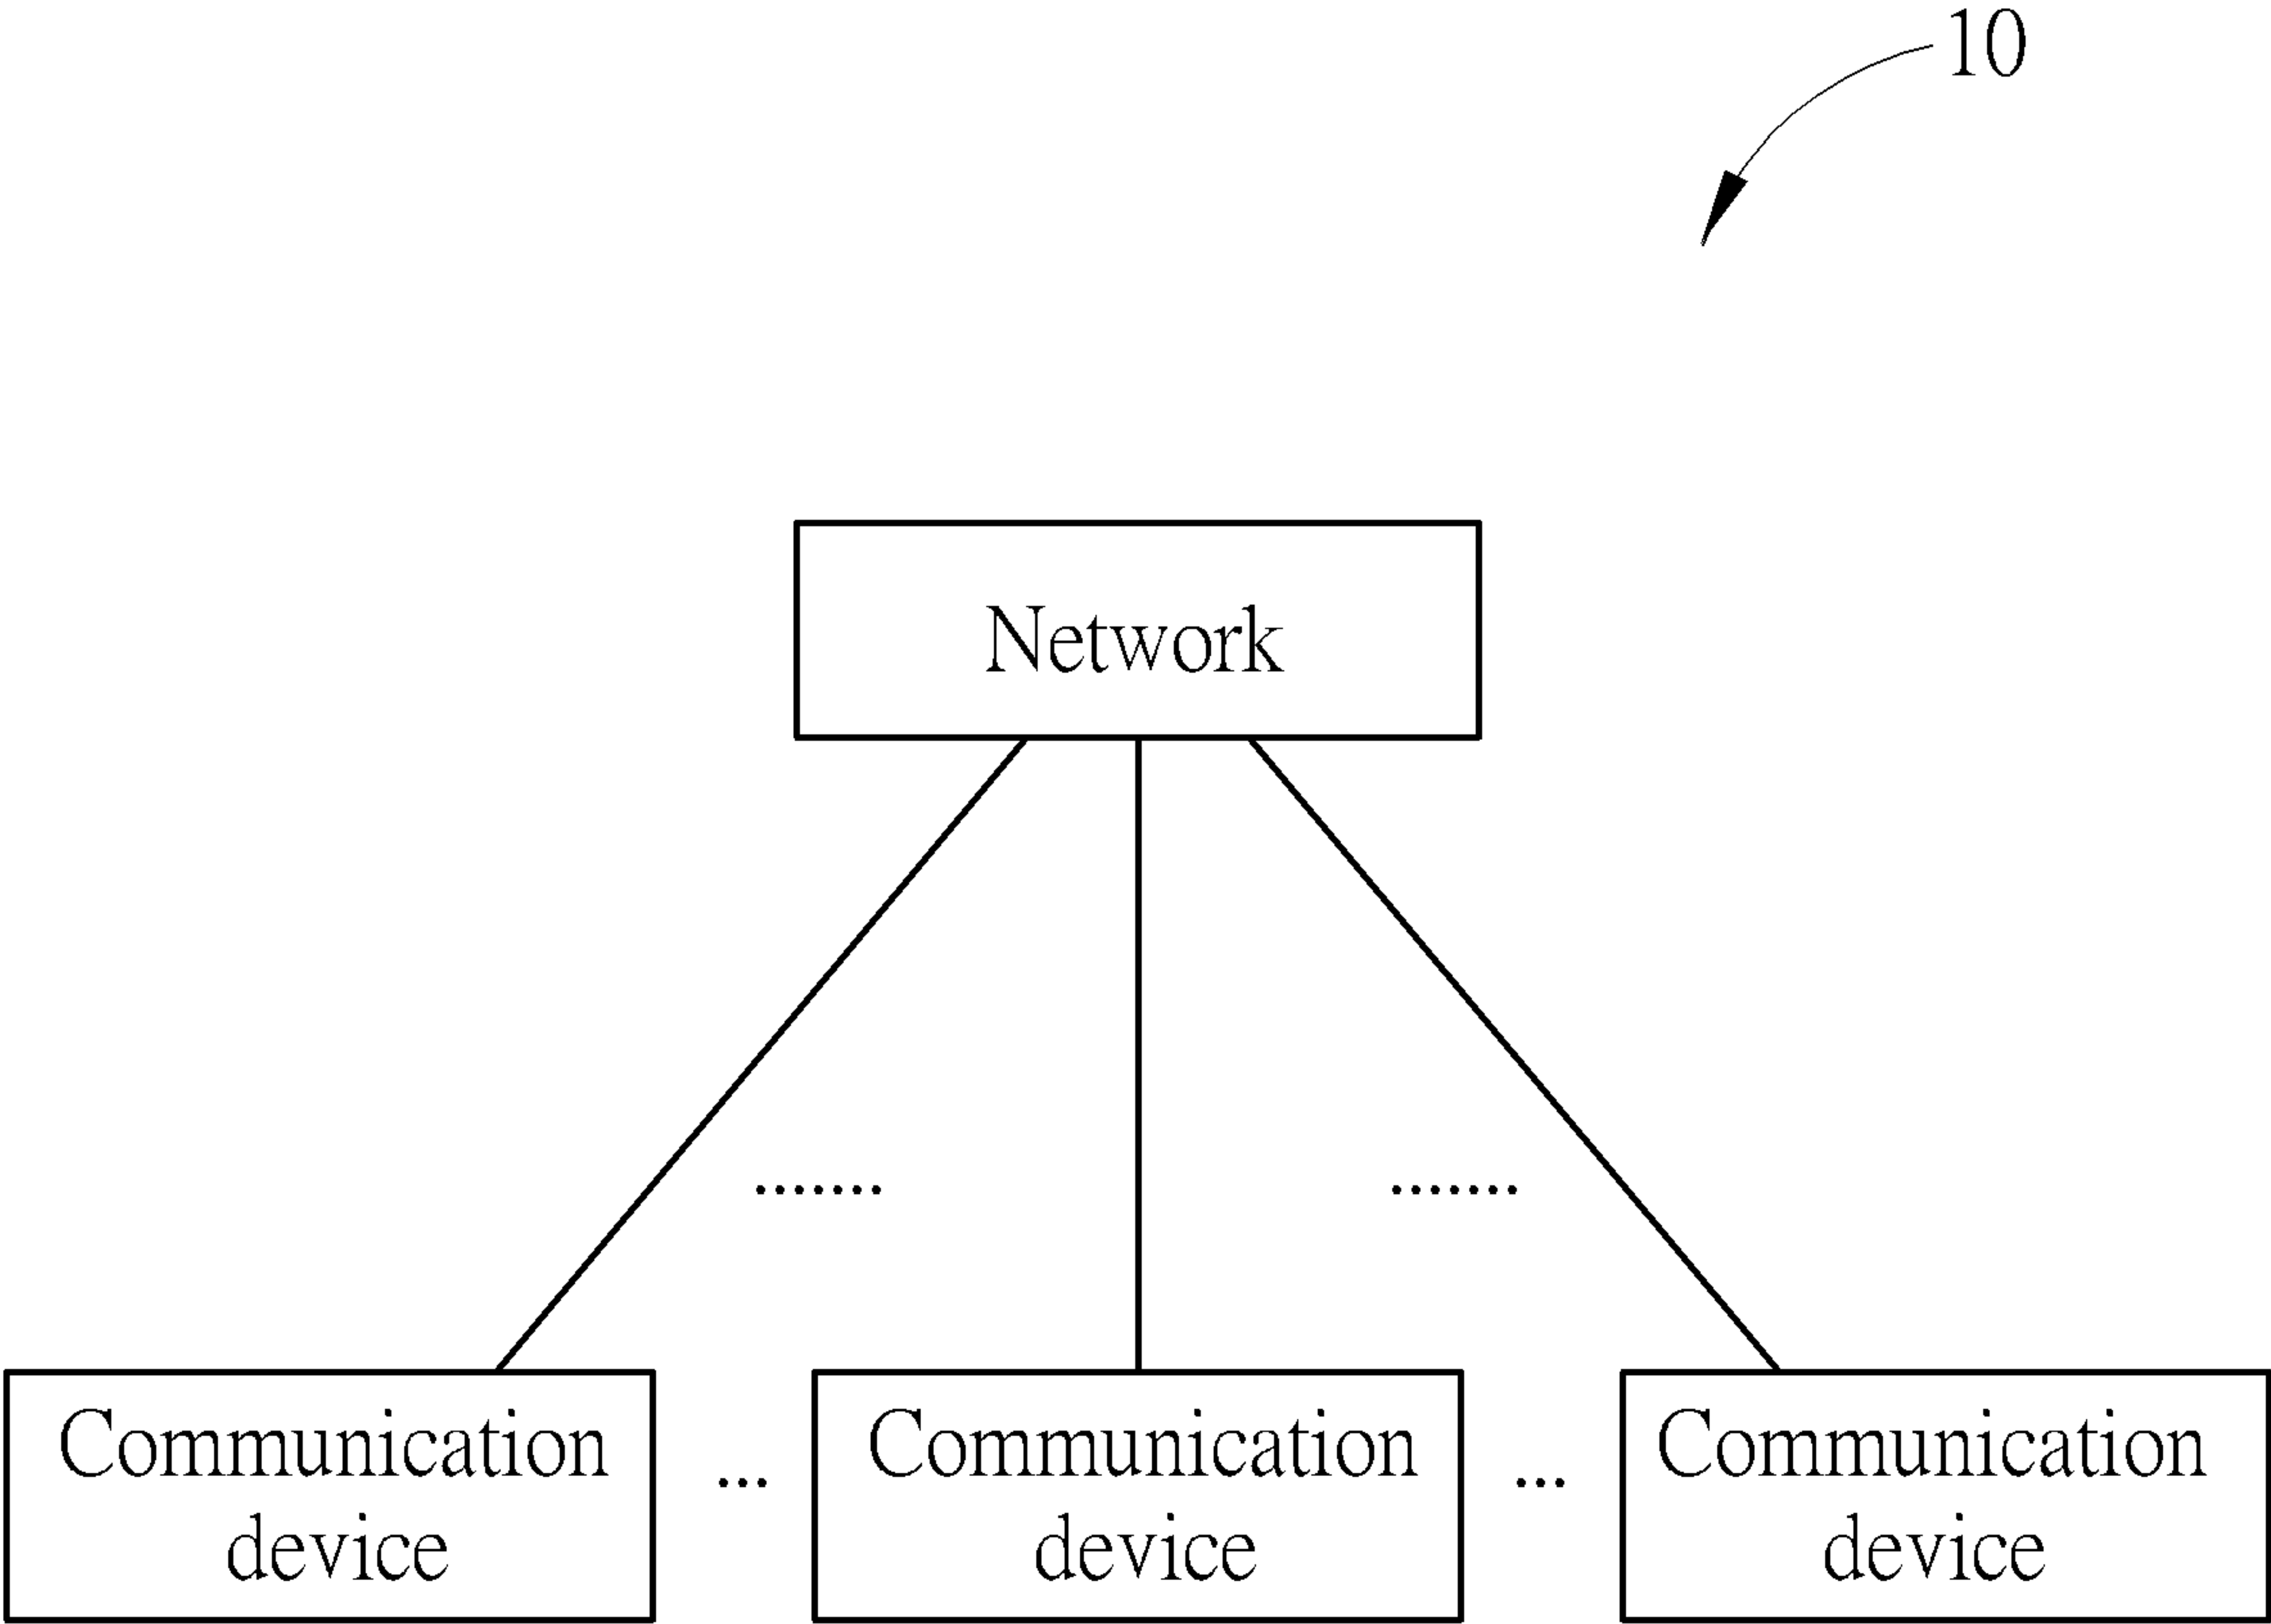 10
Network
.......
.......
Communication
device
...
Communication
device
...
Communication
device